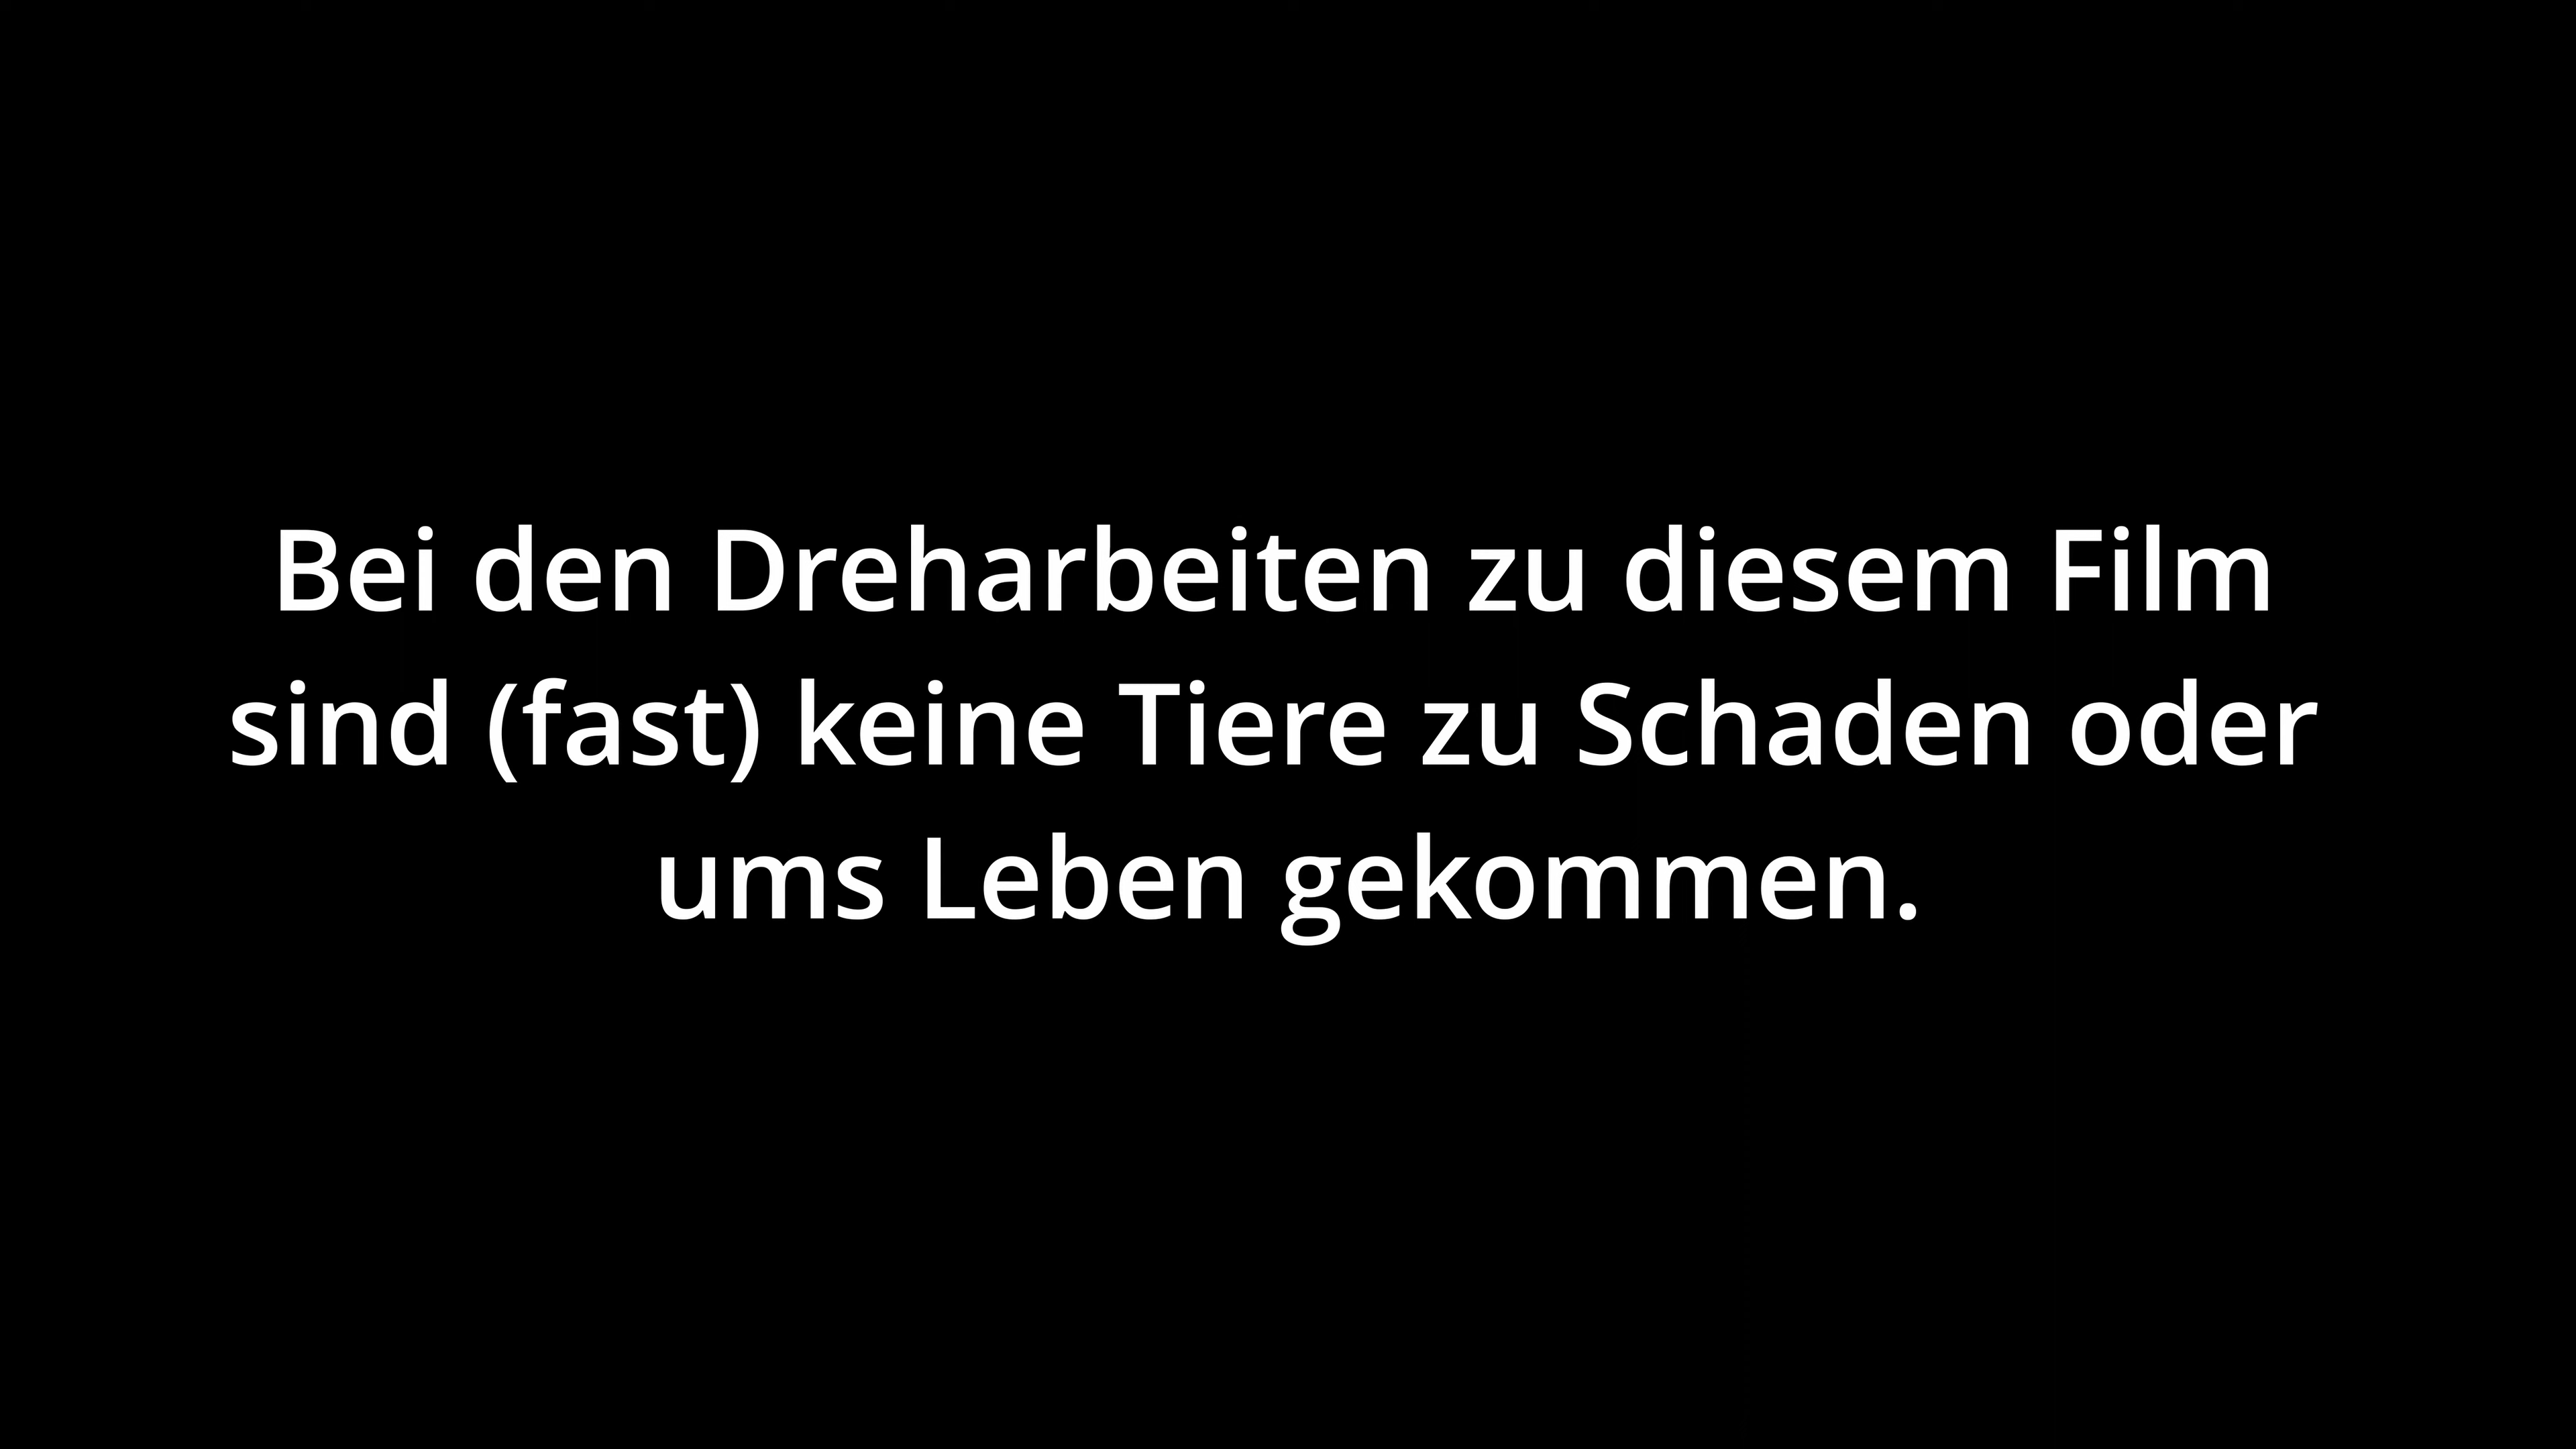 Bei den Dreharbeiten zu diesem Film
sind (fast) keine Tiere zu Schaden oder
ums Leben gekommen.